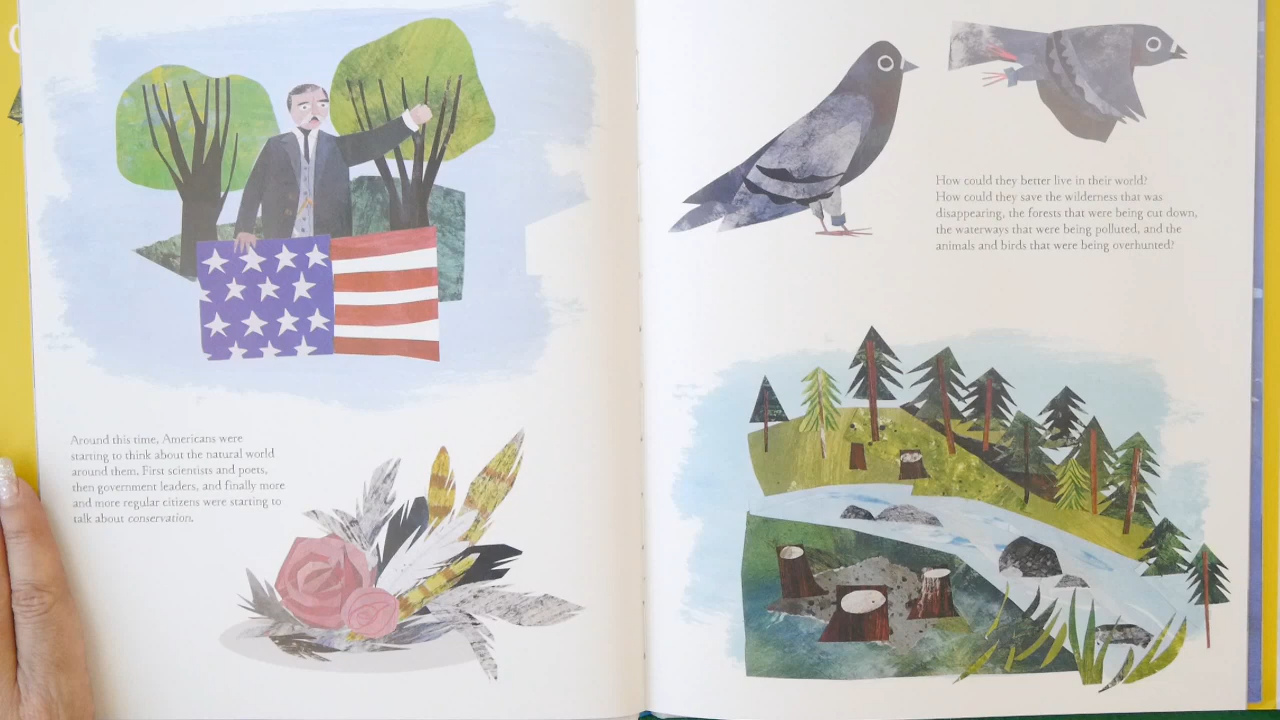 Around this time, Americans were
starting to think about the natural world
around them. First scientists and poets,
then government leaders, and finally more
and more regular citizens were starting to
talk about conservation.
How could they better live in their world?
How could they save the wilderness that was
disappearing, the forests that were being cut down,
the waterways that were being polluted, and the
animals and birds that were being overhunted?